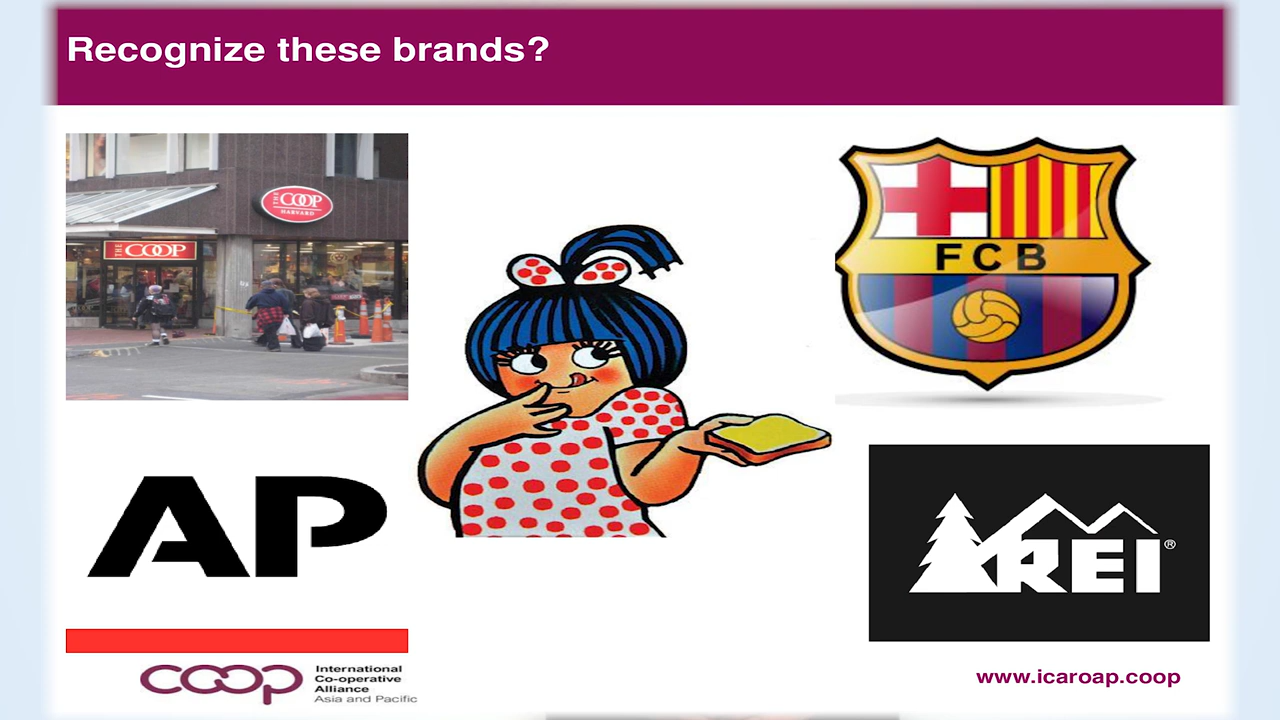 Recognize these brands?
THE COOP
HARVARD
THE COOP
FCB
AP
REI®
coop
International
Co-operative
Alliance
Asia and Pacific
www.icaroap.coop